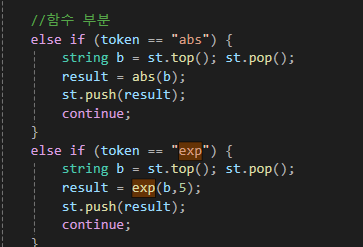 //함수 부분
else if (token == "abs") {
string b = st.top(); st.pop();
result = abs(b);
st.push(result);
continue;
}
else if (token == "exp") {
string b = st.top(); st.pop();
result = exp(b,5);
st.push(result);
continue;
}